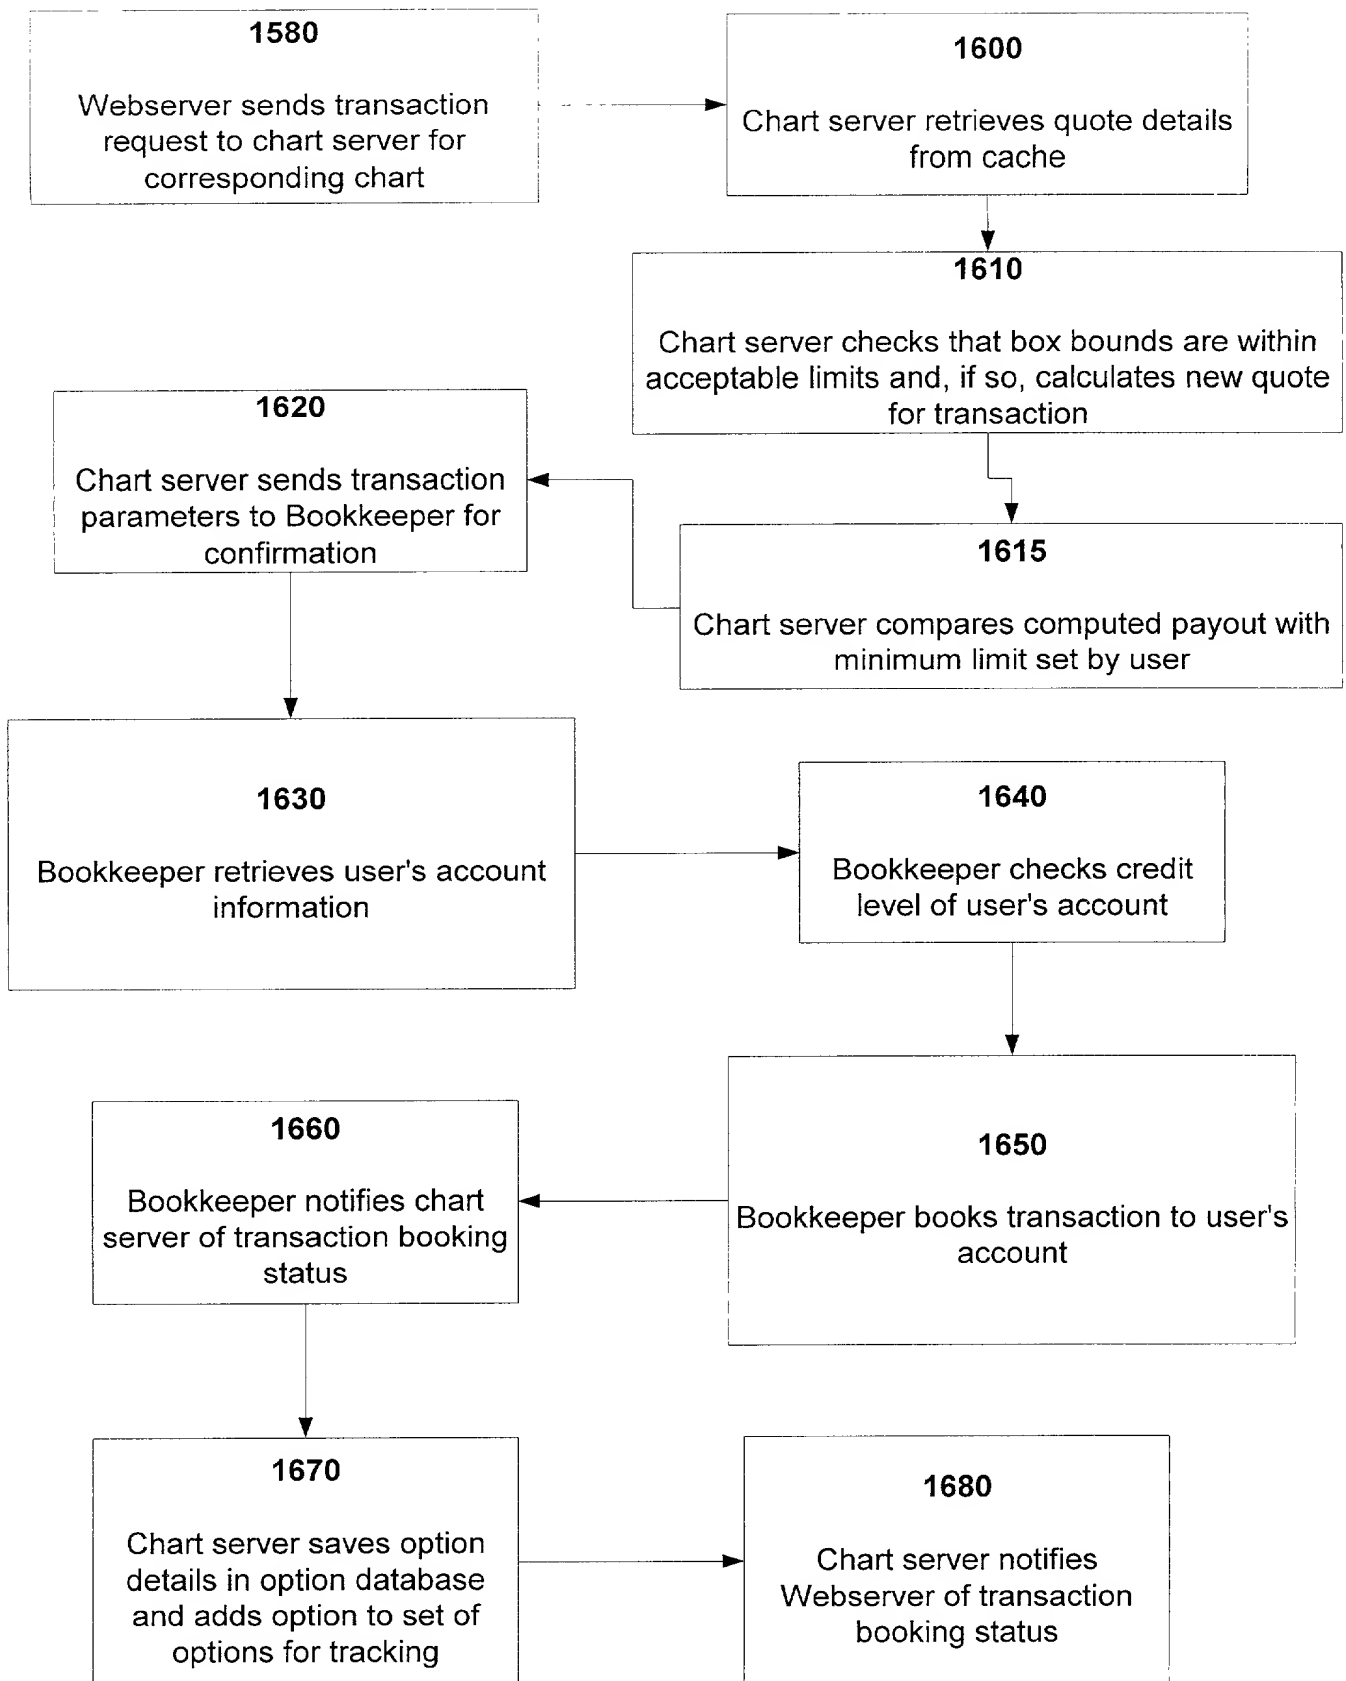 1580
Webserver sends transaction
request to chart server for
corresponding chart
1600
Chart server retrieves quote details
from cache
1610
Chart server checks that box bounds are within
acceptable limits and, if so, calculates new quote
for transaction
1615
Chart server compares computed payout with
minimum limit set by user
1620
Chart server sends transaction
parameters to Bookkeeper for
confirmation
1630
Bookkeeper retrieves user's account
information
1640
Bookkeeper checks credit
level of user's account
1650
Bookkeeper books transaction to user's
account
1660
Bookkeeper notifies chart
server of transaction booking
status
1670
Chart server saves option
details in option database
and adds option to set of
options for tracking
1680
Chart server notifies
Webserver of transaction
booking status